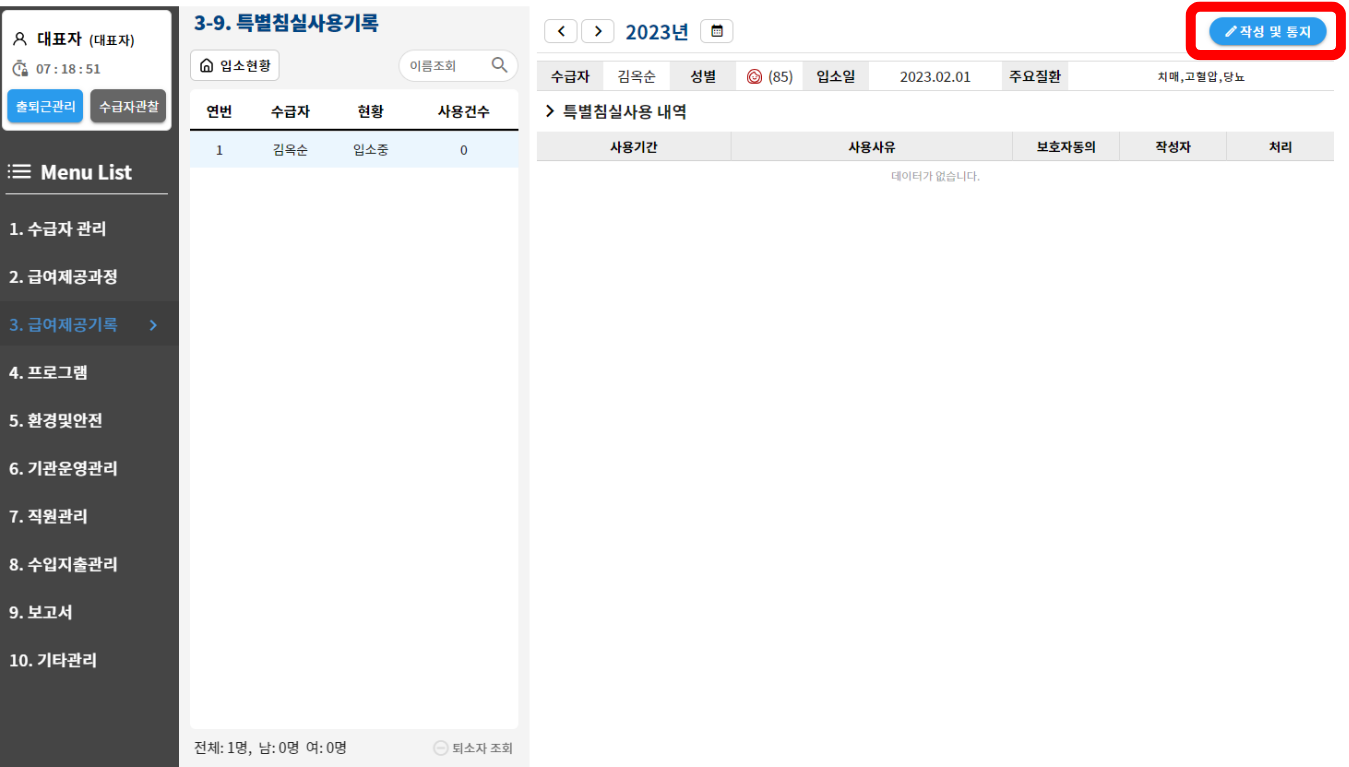 대표자 (대표자)
07 : 18 : 51
출퇴근관리 수급자관찰
Menu List
1. 수급자 관리
2. 급여제공과정
3. 급여제공기록
4. 프로그램
5. 환경및안전
6. 기관운영관리
7. 직원관리
8. 수입지출관리
9. 보고서
10. 기타관리
3-9. 특별침실사용기록
입소현황 이름조회
연번 수급자 현황 사용건수
1 김옥순 입소중 0
전체: 1명, 남: 0명 여: 0명 퇴소자 조회
2023년 작성 및 통지
수급자 김옥순 성별 (85) 입소일 2023.02.01 주요질환 치매,고혈압,당뇨
특별침실사용 내역
사용기간 사용사유 보호자동의 작성자 처리
데이터가 없습니다.